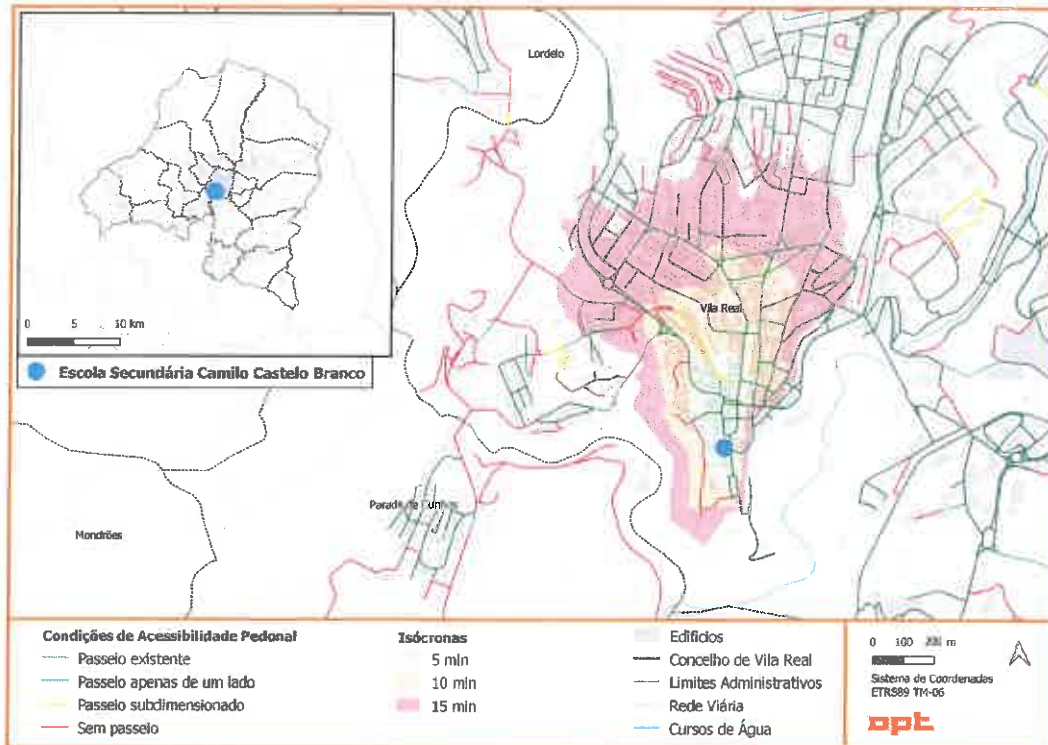 Lordelo
0 5 10 km
Escola Secundária Camilo Castelo Branco
Vila Real
Mondrões
Condições de Acessibilidade Pedonal
Passeio existente
Passeio apenas de um lado
Passeio subdimensionado
Sem passeio
Isócronas
5 min
10 min
15 min
Edifícios
Concelho de Vila Real
Limites Administrativos
Rede Viária
Cursos de Água
0 100 200 m
Sistema de Coordenadas
ETRS89 TM-06
opt